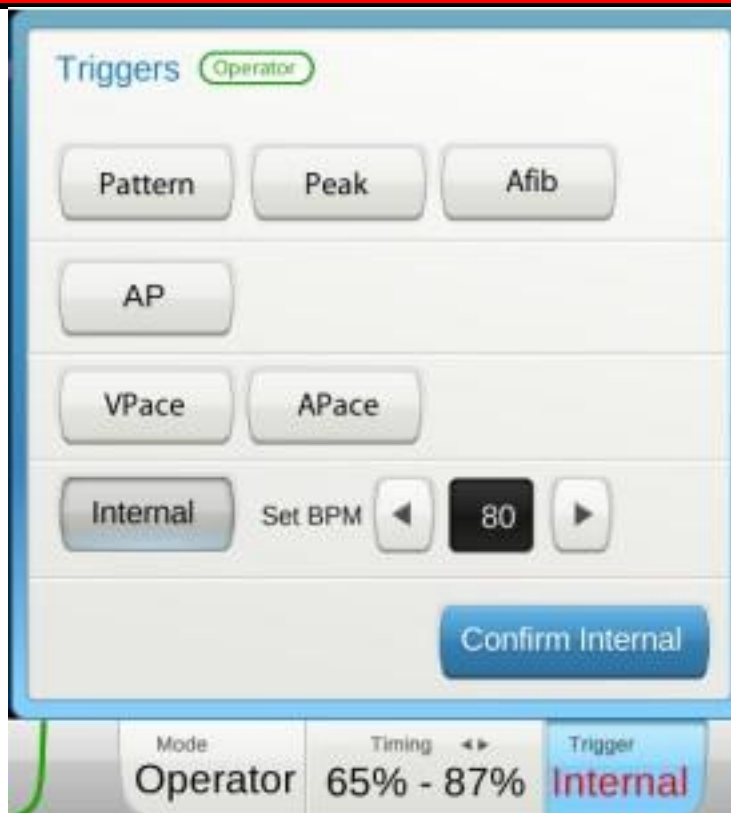 Triggers Operator
Pattern Peak Afib
AP
VPace APace
Internal Set BPM 80
Confirm Internal
Mode Timing Trigger
Operator 65% - 87% Internal